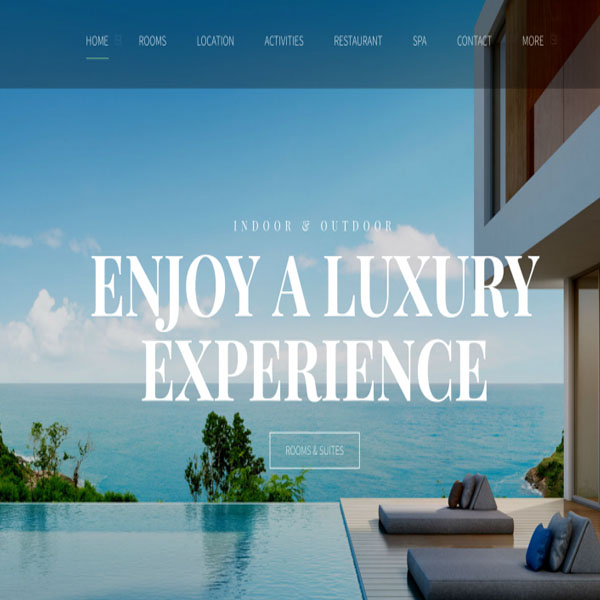 HOME ROOMS LOCATION ACTIVITIES RESTAURANT SPA CONTACT MORE
INDOOR & OUTDOOR
ENJOY A LUXURY
EXPERIENCE
ROOMS & SUITES